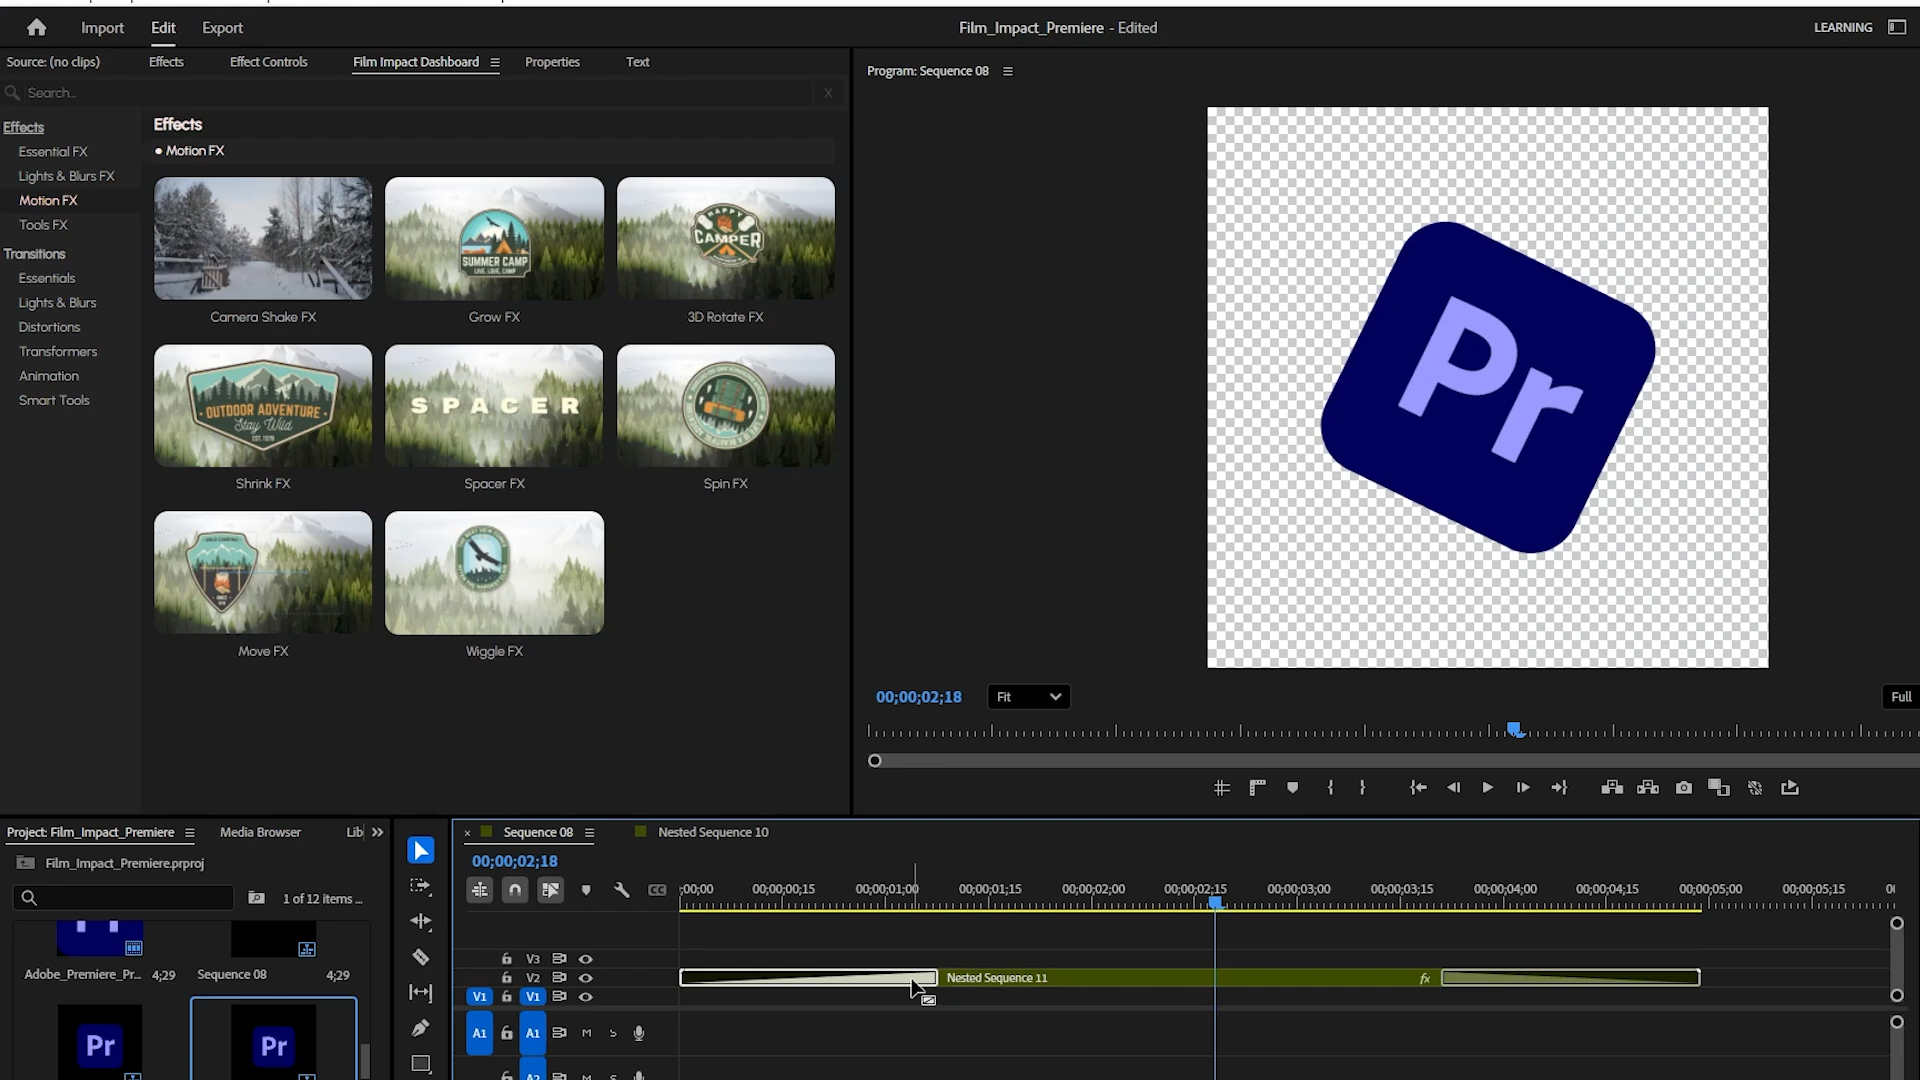 Import
Edit
Export
Film_Impact_Premiere - Edited
LEARNING
Source: (no clips)
Effects
Effect Controls
Film Impact Dashboard
Properties
Text
Program: Sequence 08
Search...
X
Effects
Essential FX
Lights & Blurs FX
Motion FX
Tools FX
Transitions
Essentials
Lights & Blurs
Distortions
Transformers
Animation
Smart Tools
Effects
Motion FX
SUMMER CAMP
LIVE, LOVE, CAMP
HAPPY
CAMPER
Camera Shake FX
Grow FX
3D Rotate FX
OUTDOOR ADVENTURE
Stay Wild
SPACER
Shrink FX
Spacer FX
Spin FX
Move FX
Wiggle FX
Pr
00;00;02;18
Fit
Full
Project: Film_Impact_Premiere
Media Browser
Lib
Film_Impact_Premiere.prproj
1 of 12 items ...
Adobe_Premiere_Pr...
4;29
Sequence 08
4;29
Pr
Pr
Sequence 08
Nested Sequence 10
00;00;02;18
CC
;00;00
00;00;00;15
00;00;01;00
00;00;01;15
00;00;02;00
00;00;02;15
00;00;03;00
00;00;03;15
00;00;04;00
00;00;04;15
00;00;05;00
00;00;05;15
V3
V2
Nested Sequence 11
fx
V1
V1
A1
A1
M
S
A2
M
S